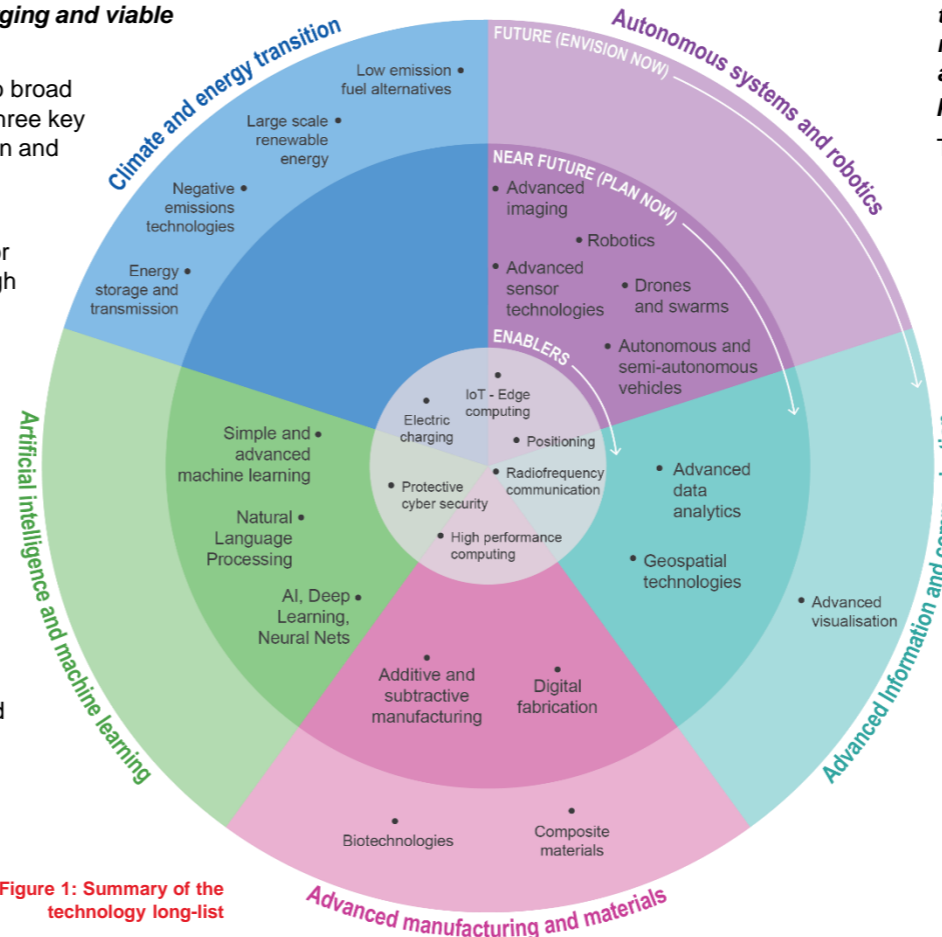 ging and viable
broad
hree key
n and
or
gh
d
Climate and energy transition
Low emission
fuel alternatives
Large scale
renewable
energy
Negative
emissions
technologies
Energy
storage and
transmission
Autonomous systems and robotics
FUTURE (ENVISION NOW)
NEAR FUTURE (PLAN NOW)
Advanced
imaging
Robotics
Advanced
sensor
technologies
Drones
and swarms
Autonomous and
semi-autonomous
vehicles
ENABLERS
IoT - Edge
computing
Electric
charging
Positioning
Radiofrequency
communication
Protective
cyber security
High performance
computing
Artificial intelligence and machine learning
Simple and
advanced
machine learning
Natural
Language
Processing
AI, Deep
Learning,
Neural Nets
Advanced Information and
Advanced
data
analytics
Geospatial
technologies
Advanced
visualisation
Additive and
subtractive
manufacturing
Digital
fabrication
Biotechnologies
Composite
materials
Advanced manufacturing and materials
Figure 1: Summary of the
technology long-list